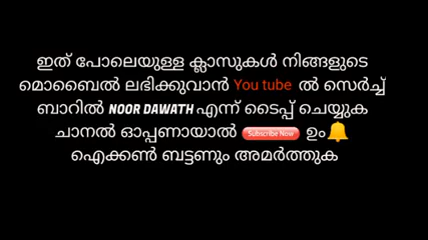 ഇത് പോലെയുള്ള ക്ലാസുകൾ നിങ്ങളുടെ
മൊബൈൽ ലഭിക്കുവാൻ You tube ൽ സെർച്ച്
ബാറിൽ NOOR DAWATH എന്ന് ടൈപ്പ് ചെയ്യുക
ചാനൽ ഓപ്പണായാൽ Subscribe Now ഉം
ഐക്കൺ ബട്ടണും അമർത്തുക